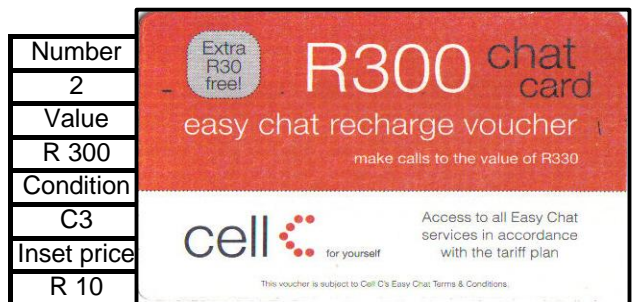 Number
2
Value
R 300
Condition
C3
Inset price
R 10
Extra
R30
free!
R300 chat
card
easy chat recharge voucher
make calls to the value of R330
cell C
for yourself
Access to all Easy Chat
services in accordance
with the tariff plan
This voucher is subject to Cell C's Easy Chat Terms & Conditions.